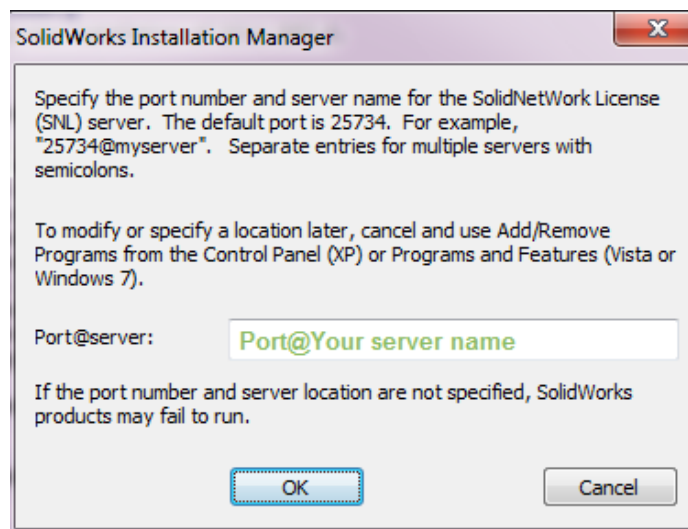 SolidWorks Installation Manager
Specify the port number and server name for the SolidNetWork License
(SNL) server. The default port is 25734. For example,
"25734@myserver". Separate entries for multiple servers with
semicolons.
To modify or specify a location later, cancel and use Add/Remove
Programs from the Control Panel (XP) or Programs and Features (Vista or
Windows 7).
Port@server: Port@Your server name
If the port number and server location are not specified, SolidWorks
products may fail to run.
OK Cancel